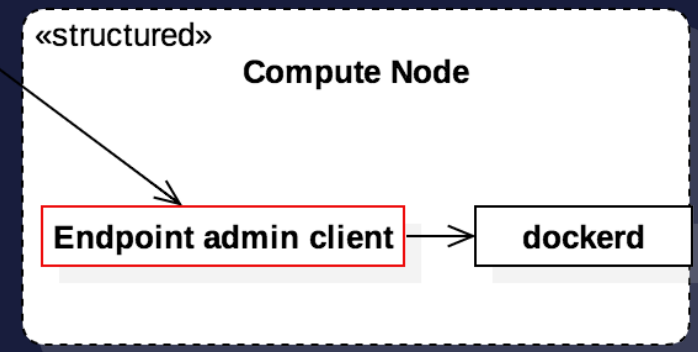 «structured»
Compute Node
Endpoint admin client
dockerd